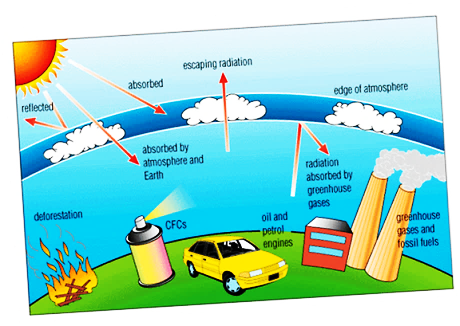 escaping radiation
absorbed
edge of atmosphere
reflected
absorbed by
atmosphere and
Earth
radiation
absorbed by
greenhouse
gases
deforestation
CFCs
oil and
petrol
engines
greenhouse
gases and
fossil fuels